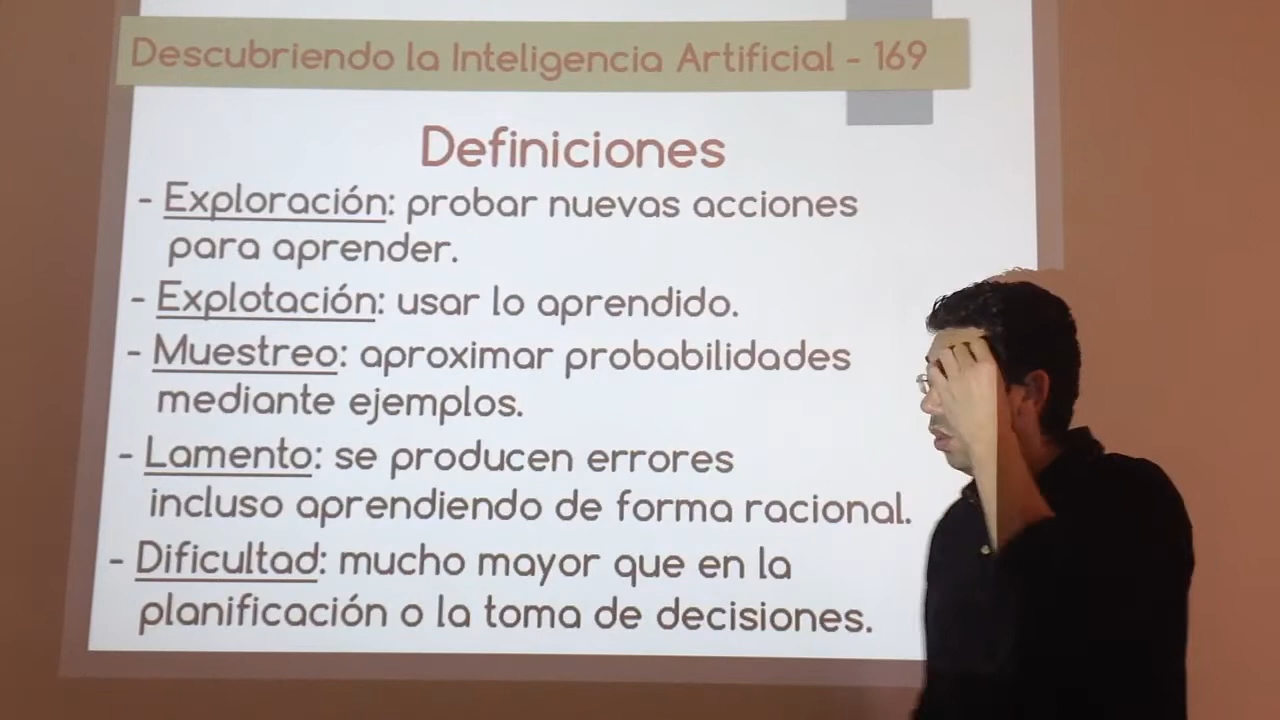 Descubriendo la Inteligencia Artificial - 169
Definiciones
- Exploración: probar nuevas acciones
para aprender.
- Explotación: usar lo aprendido.
- Muestreo: aproximar probabilidades
mediante ejemplos.
- Lamento: se producen errores
incluso aprendiendo de forma racional.
- Dificultad: mucho mayor que en la
planificación o la toma de decisiones.